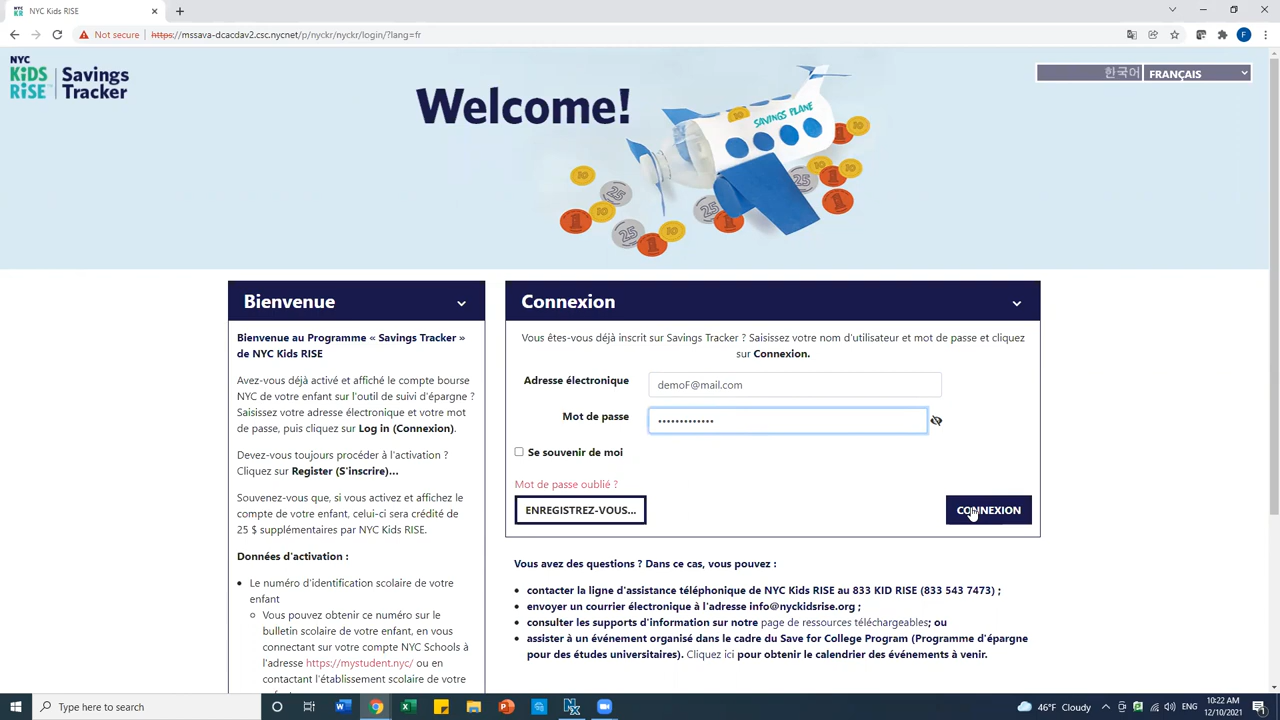 NYC Kids RISE
Not secure https://mssava-dcacdav2.csc.nycnet/p/nyckr/nyckr/login/?lang=fr
F
NYC
KiDS
RiSE
Savings
Tracker
Welcome!
SAVINGS PLANE
한국어
FRANÇAIS
Bienvenue
Bienvenue au Programme « Savings Tracker »
de NYC Kids RISE
Avez-vous déjà activé et affiché le compte bourse
NYC de votre enfant sur l'outil de suivi d'épargne ?
Saisissez votre adresse électronique et votre mot
de passe, puis cliquez sur Log in (Connexion).
Devez-vous toujours procéder à l'activation ?
Cliquez sur Register (S'inscrire)...
Souvenez-vous que, si vous activez et affichez le
compte de votre enfant, celui-ci sera crédité de
25 $ supplémentaires par NYC Kids RISE.
Données d'activation :
Le numéro d'identification scolaire de votre
enfant
Vous pouvez obtenir ce numéro sur le
bulletin scolaire de votre enfant, en vous
connectant sur votre compte NYC Schools à
l'adresse https://mystudent.nyc/ ou en
contactant l'établissement scolaire de votre
Connexion
Vous êtes-vous déjà inscrit sur Savings Tracker ? Saisissez votre nom d'utilisateur et mot de passe et cliquez
sur Connexion.
Adresse électronique demoF@mail.com
Mot de passe •••••••••••••
Se souvenir de moi
Mot de passe oublié ?
ENREGISTREZ-VOUS... CONNEXION
Vous avez des questions ? Dans ce cas, vous pouvez :
contacter la ligne d'assistance téléphonique de NYC Kids RISE au 833 KID RISE (833 543 7473) ;
envoyer un courrier électronique à l'adresse info@nyckidsrise.org ;
consulter les supports d'information sur notre page de ressources téléchargeables; ou
assister à un événement organisé dans le cadre du Save for College Program (Programme d'épargne
pour des études universitaires). Cliquez ici pour obtenir le calendrier des événements à venir.
Type here to search
46°F Cloudy
10:22 AM
12/10/2021